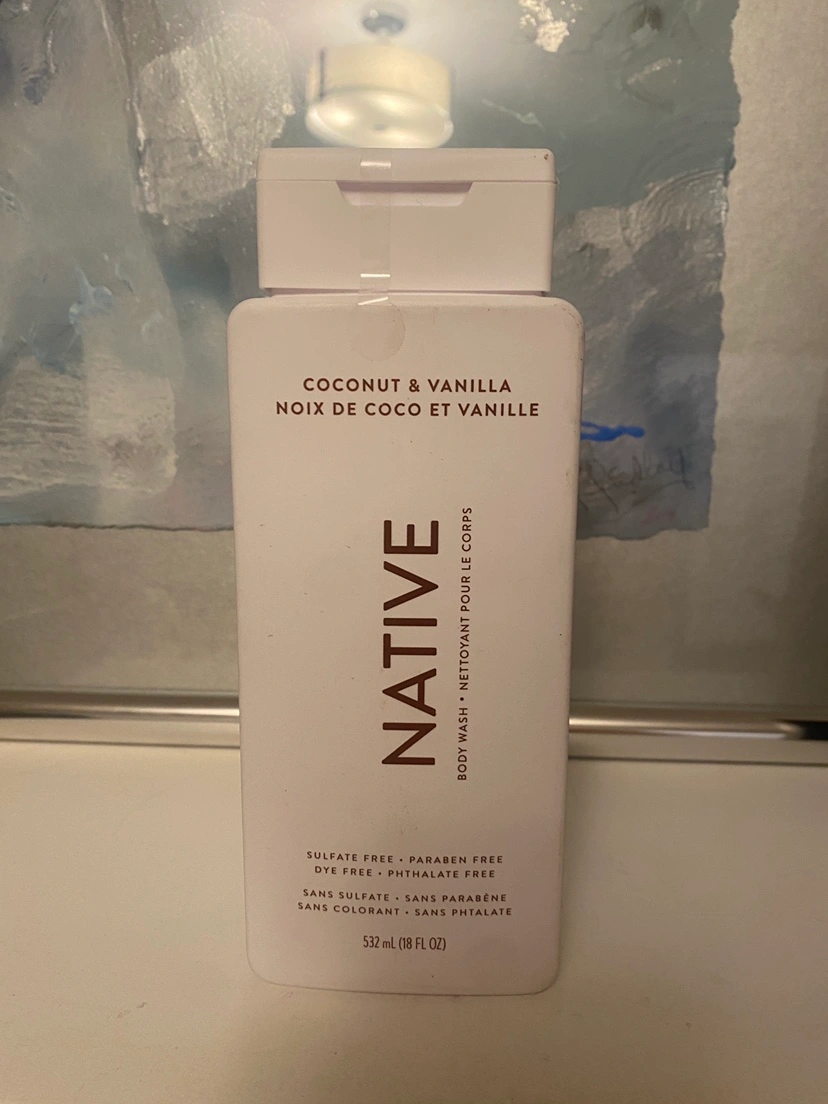 COCONUT & VANILLA
NOIX DE COCO ET VANILLE
NATIVE
BODY WASH • NETTOYANT POUR LE CORPS
SULFATE FREE • PARABEN FREE
DYE FREE • PHTHALATE FREE
SANS SULFATE • SANS PARABÈNE
SANS COLORANT • SANS PHTALATE
532 mL (18 FL OZ)